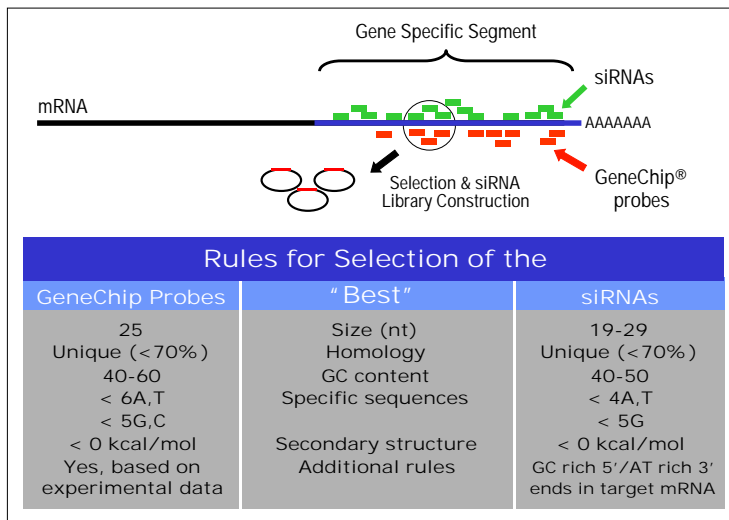 Gene Specific Segment
siRNAs
mRNA
AAAAAAA
GeneChip®
probes
Selection & siRNA
Library Construction
Rules for Selection of the
GeneChip Probes "Best" siRNAs
25 Size (nt) 19-29
Unique (<70%) Homology Unique (<70%)
40-60 GC content 40-50
< 6A,T Specific sequences < 4A,T
< 5G,C < 5G
< 0 kcal/mol Secondary structure < 0 kcal/mol
Yes, based on Additional rules GC rich 5'/AT rich 3'
experimental data ends in target mRNA